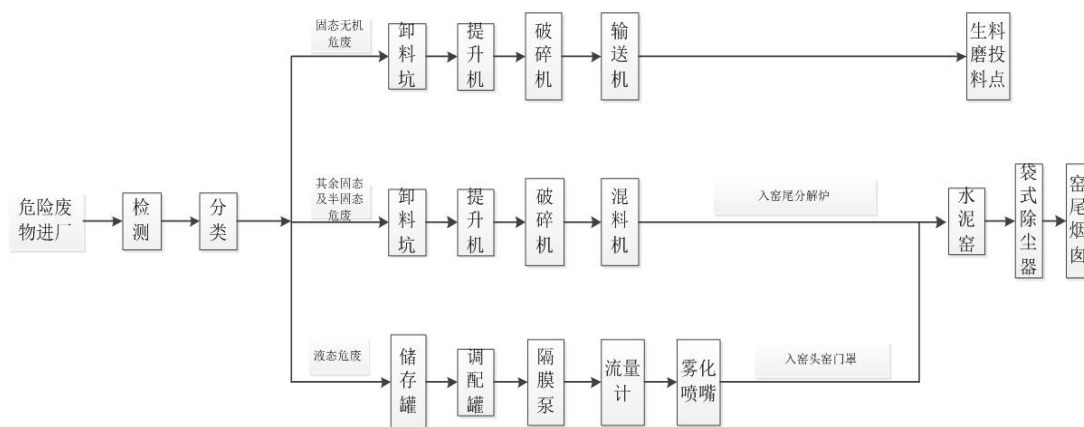 固态无机
危废
卸
料
坑
提
升
机
破
碎
机
输
送
机
生料
磨投
料点
危险废
物进厂
检
测
分
类
其余固态
及半固态
危废
卸
料
坑
提
升
机
破
碎
机
混
料
机
入窑尾分解炉
水
泥
窑
袋
式
除
尘
器
窑
尾
烟
囱
液态危废
储
存
罐
调
配
罐
隔
膜
泵
流量
计
雾化
喷嘴
入窑头窑门罩